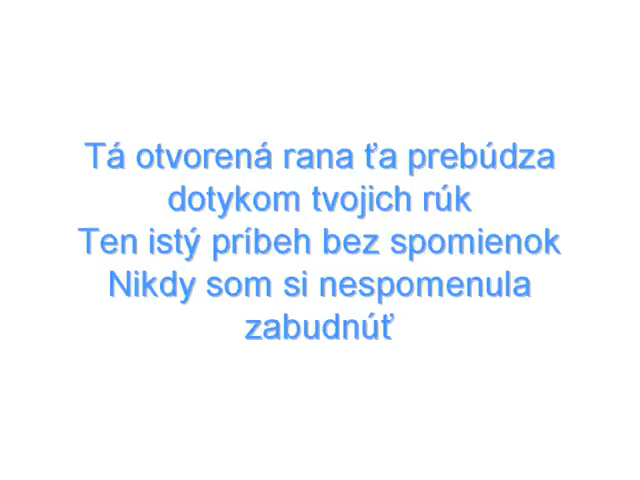 Tá otvorená rana ťa prebúdza
dotykom tvojich rúk
Ten istý príbeh bez spomienok
Nikdy som si nespomenula
zabudnúť